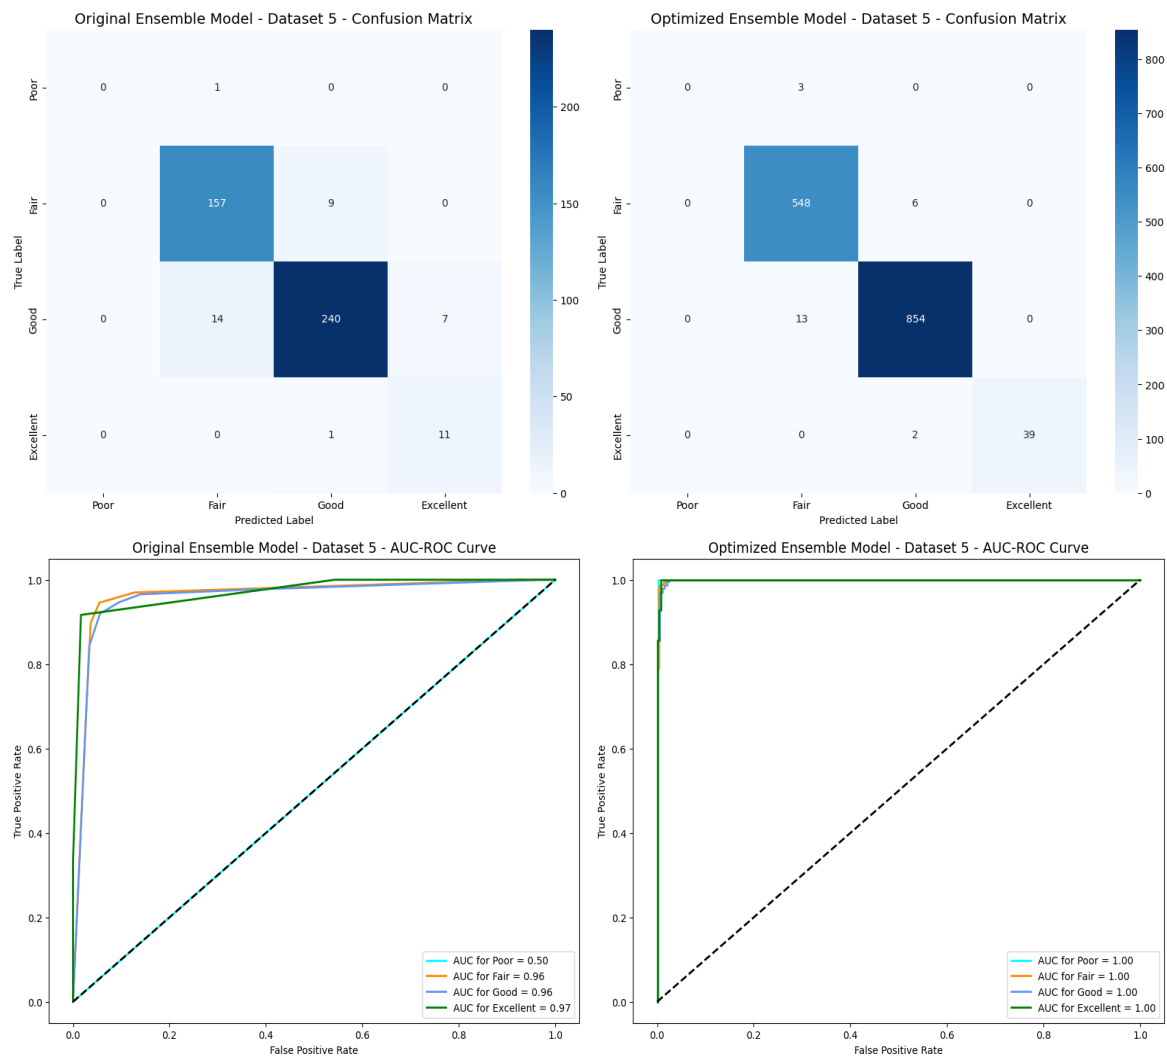 Original Ensemble Model - Dataset 5 - Confusion Matrix
Poor 0 1 0 0
Fair 0 157 9 0
Good 0 14 240 7
Excellent 0 0 1 11
True Label
Poor Fair Good Excellent
Predicted Label
200
150
100
50
0
Optimized Ensemble Model - Dataset 5 - Confusion Matrix
Poor 0 3 0 0
Fair 0 548 6 0
Good 0 13 854 0
Excellent 0 0 2 39
True Label
Poor Fair Good Excellent
Predicted Label
800
700
600
500
400
300
200
100
0
Original Ensemble Model - Dataset 5 - AUC-ROC Curve
1.0
0.8
0.6
0.4
0.2
0.0
True Positive Rate
AUC for Poor = 0.50
AUC for Fair = 0.96
AUC for Good = 0.96
AUC for Excellent = 0.97
0.0 0.2 0.4 0.6 0.8 1.0
False Positive Rate
Optimized Ensemble Model - Dataset 5 - AUC-ROC Curve
1.0
0.8
0.6
0.4
0.2
0.0
True Positive Rate
AUC for Poor = 1.00
AUC for Fair = 1.00
AUC for Good = 1.00
AUC for Excellent = 1.00
0.0 0.2 0.4 0.6 0.8 1.0
False Positive Rate